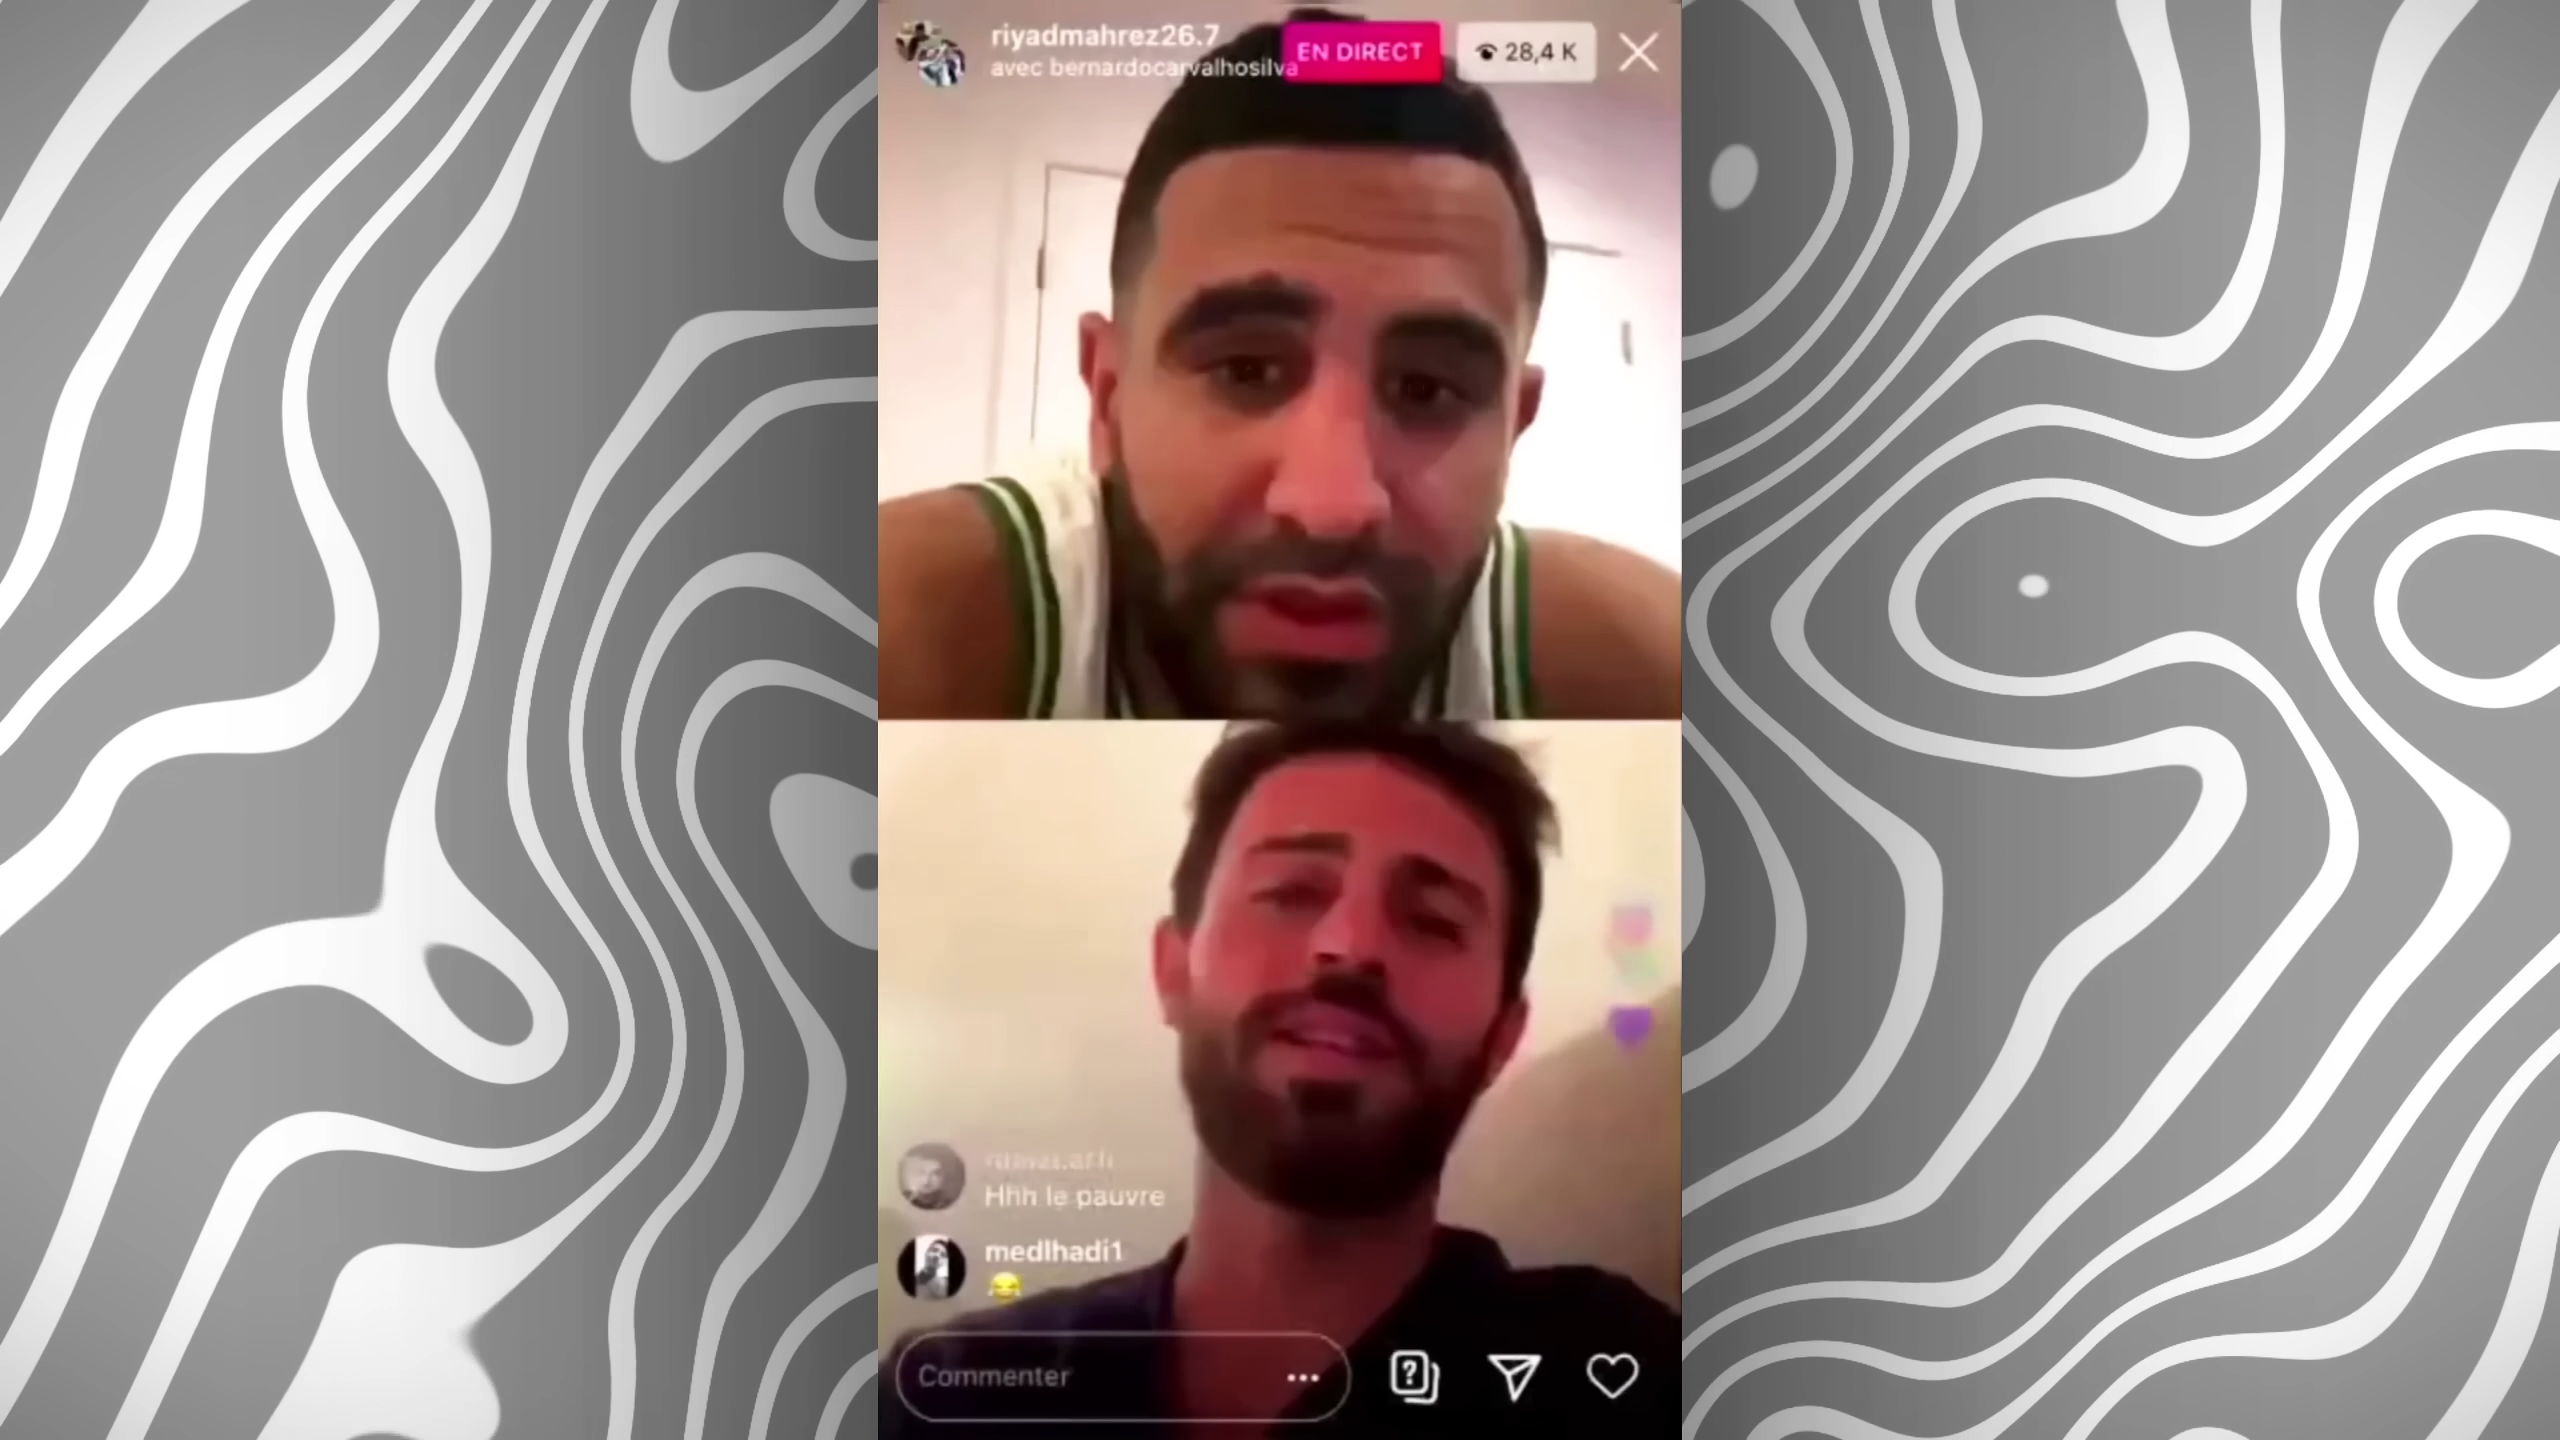 riyadmahrez26.7
avec bernardocarvalhosilva
EN DIRECT
28,4 K
Hhh le pauvre
medlhadi1
😂
Commenter